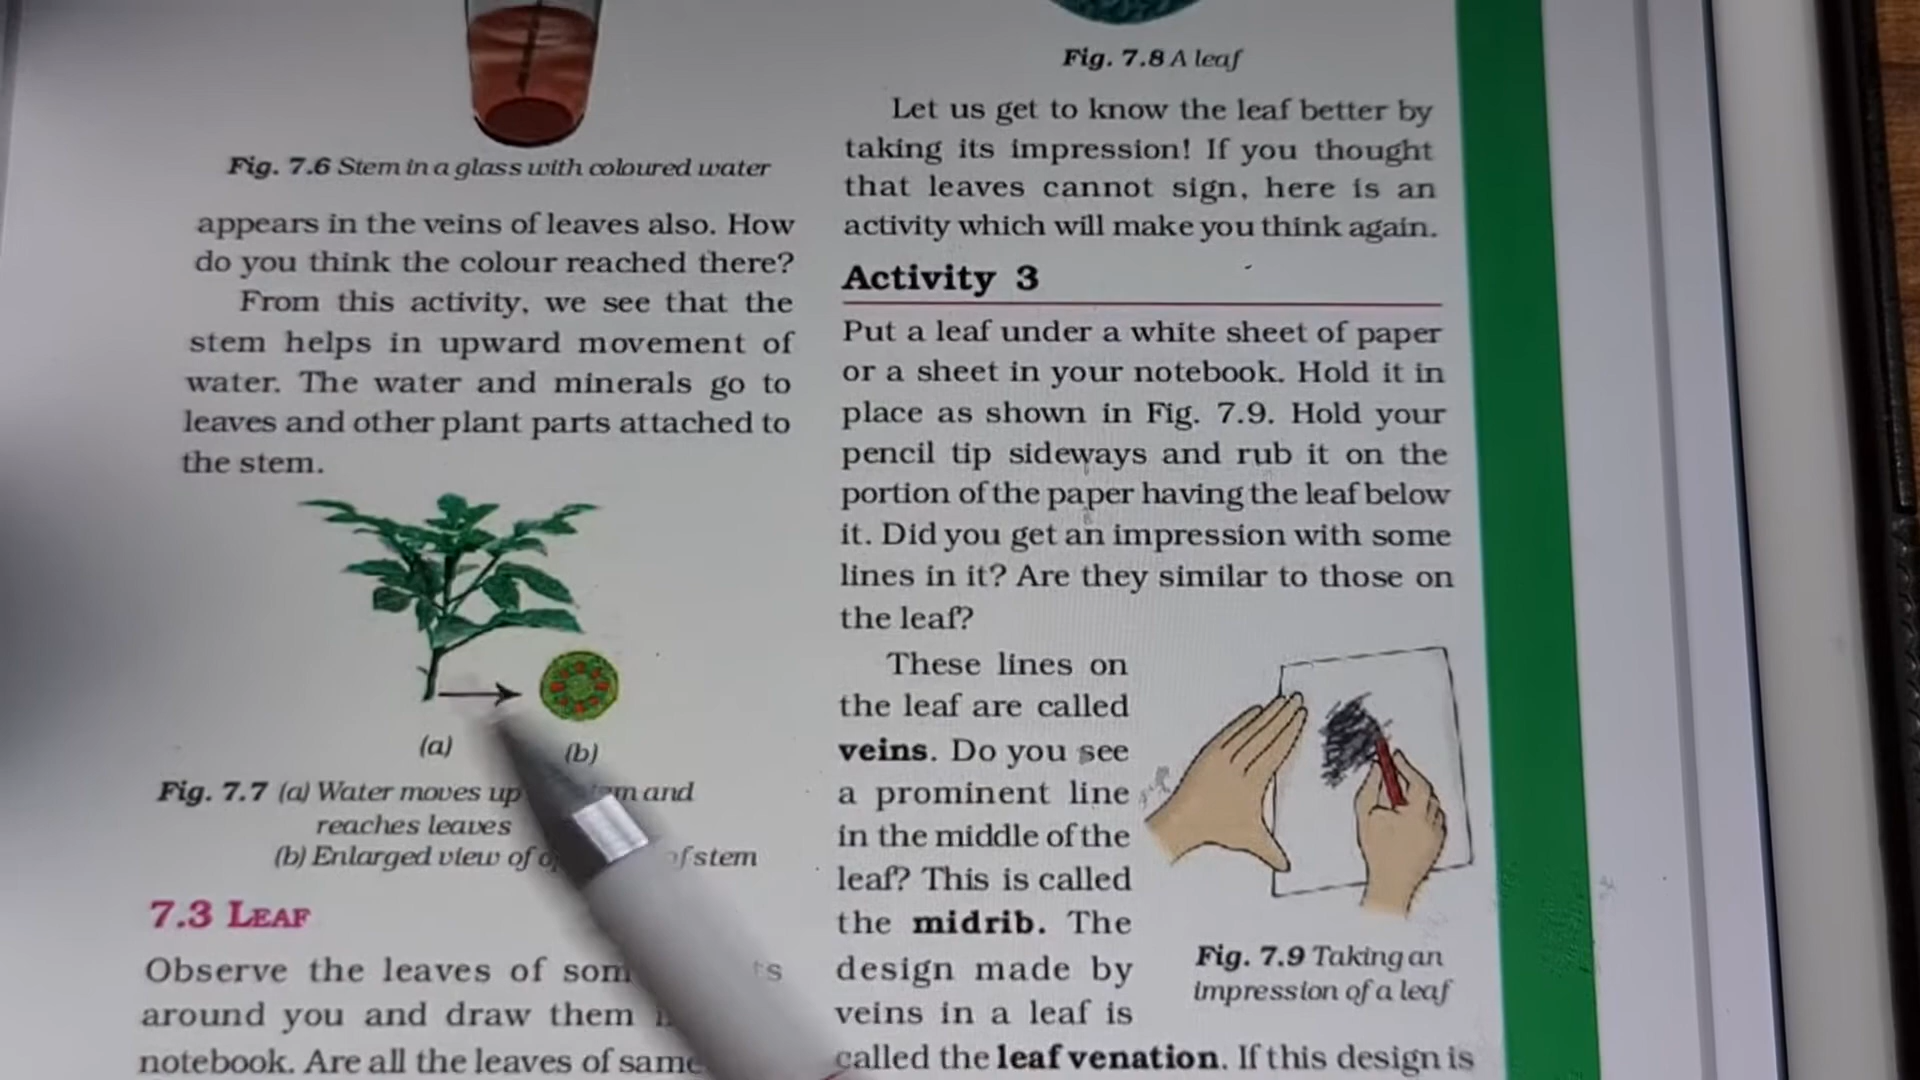 Fig. 7.6 Stem in a glass with coloured water
appears in the veins of leaves also. How
do you think the colour reached there?
From this activity, we see that the
stem helps in upward movement of
water. The water and minerals go to
leaves and other plant parts attached to
the stem.
(a)
(b)
Fig. 7.7 (a) Water moves up and
reaches leaves
(b) Enlarged view of of stem
7.3 LEAF
Observe the leaves of
around you and draw them
notebook. Are all the leaves of same
Fig. 7.8 A leaf
Let us get to know the leaf better by
taking its impression! If you thought
that leaves cannot sign, here is an
activity which will make you think again.
Activity 3
Put a leaf under a white sheet of paper
or a sheet in your notebook. Hold it in
place as shown in Fig. 7.9. Hold your
pencil tip sideways and rub it on the
portion of the paper having the leaf below
it. Did you get an impression with some
lines in it? Are they similar to those on
the leaf?
These lines on
the leaf are called
veins. Do you see
a prominent line
in the middle of the
leaf? This is called
the midrib. The
design made by
veins in a leaf is
called the leaf venation. If this design is
Fig. 7.9 Taking an
impression of a leaf